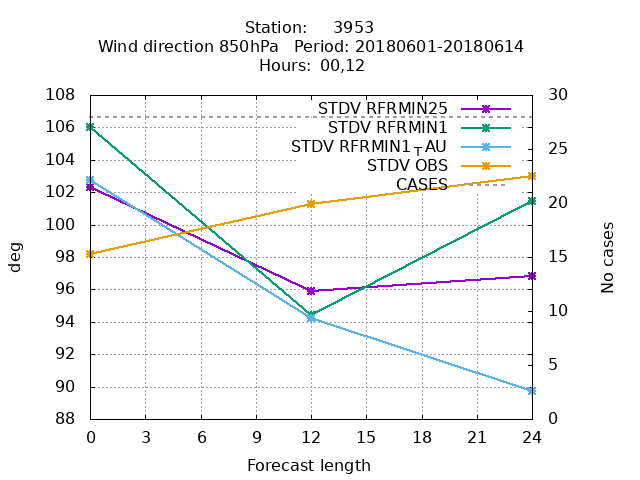 Station: 3953
Wind direction 850hPa Period: 20180601-20180614
Hours: 00,12
108
106
104
102
100
98
96
94
92
90
88
30
25
20
15
10
5
0
STDV RFRMIN25
STDV RFRMIN1
STDV RFRMIN1TAU
STDV OBS
CASES
deg
No cases
0 3 6 9 12 15 18 21 24
Forecast length